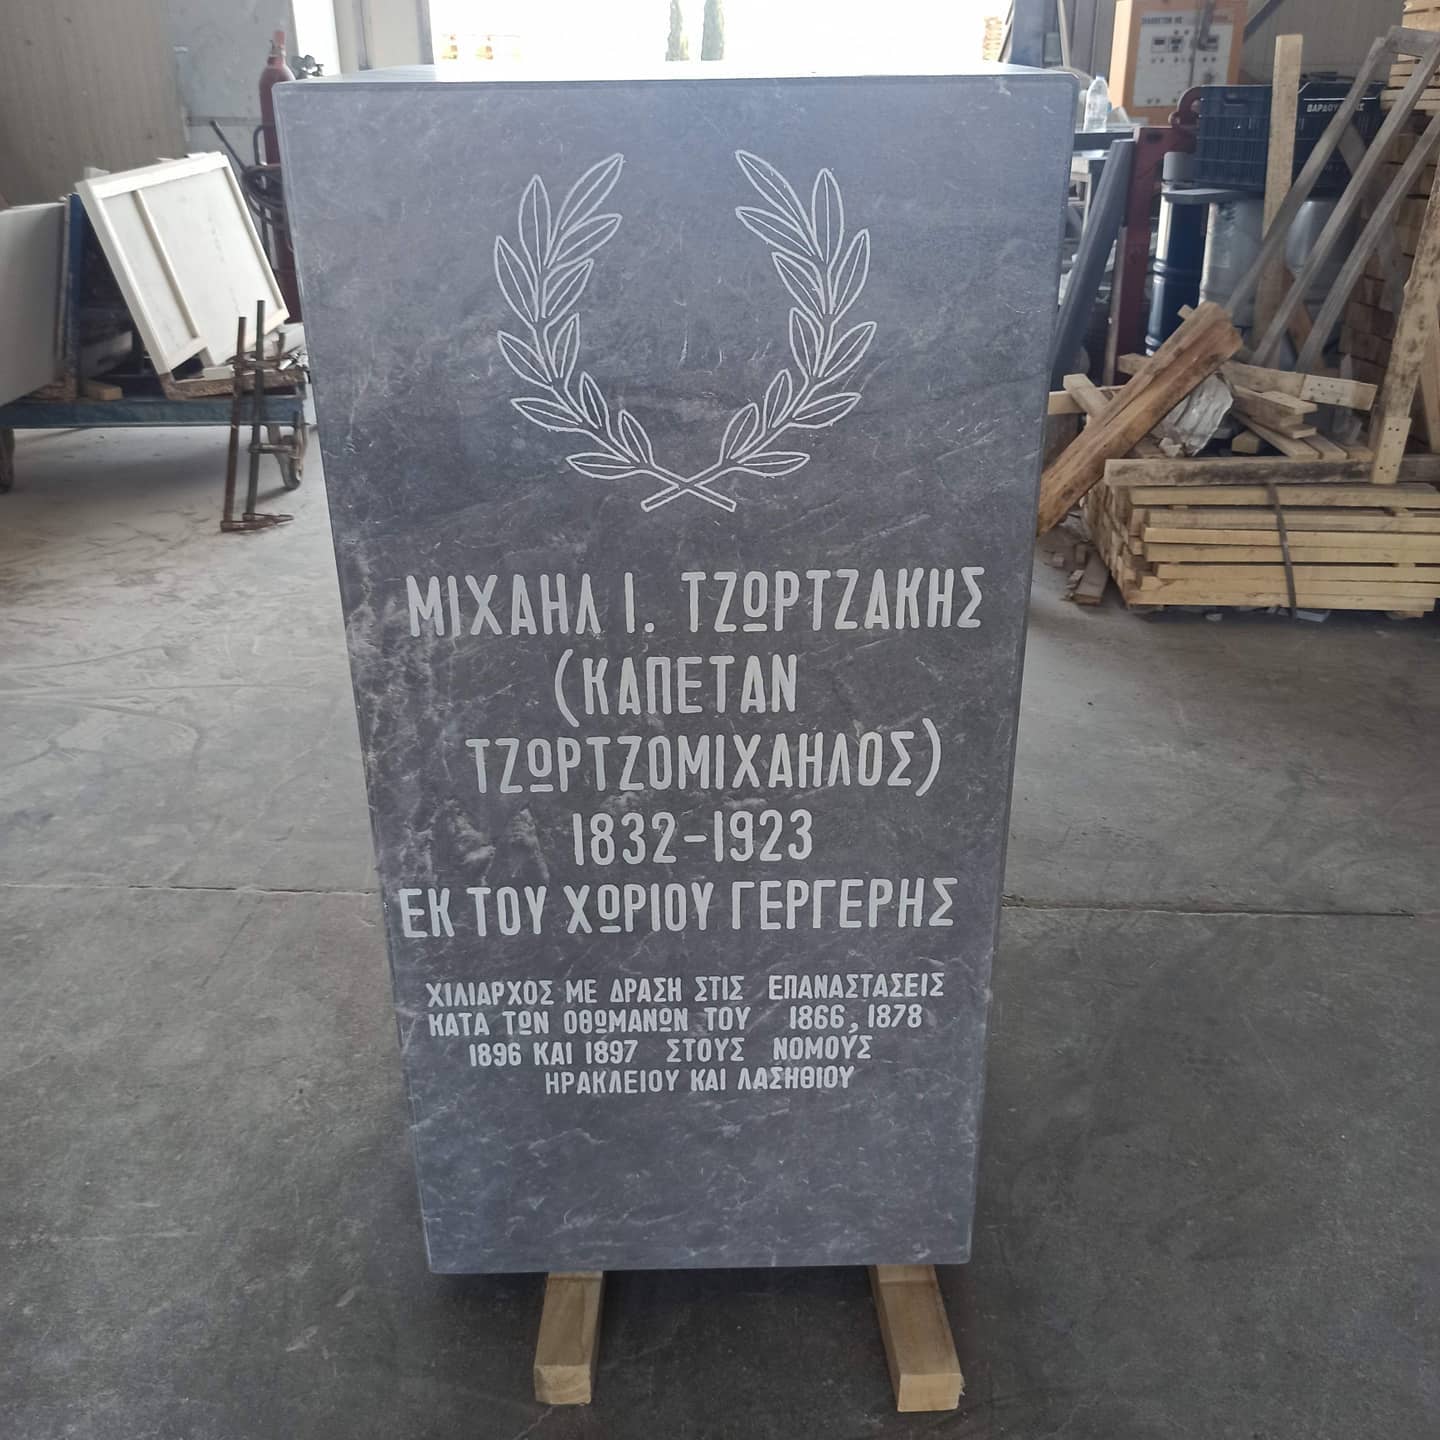 ΜΙΧΑΗΛ Ι. ΤΖΩΡΤΖΑΚΗΣ
(ΚΑΠΕΤΑΝ
ΤΖΩΡΤΖΟΜΙΧΑΗΛΟΣ)
1832-1923
ΕΚ ΤΟΥ ΧΩΡΙΟΥ ΓΕΡΓΕΡΗΣ
ΧΙΛΙΑΡΧΟΣ ΜΕ ΔΡΑΣΗ ΣΤΙΣ ΕΠΑΝΑΣΤΑΣΕΙΣ
ΚΑΤΑ ΤΩΝ ΟΘΩΜΑΝΩΝ ΤΟΥ 1866, 1878
1896 ΚΑΙ 1897 ΣΤΟΥΣ ΝΟΜΟΥΣ
ΗΡΑΚΛΕΙΟΥ ΚΑΙ ΛΑΣΗΘΙΟΥ